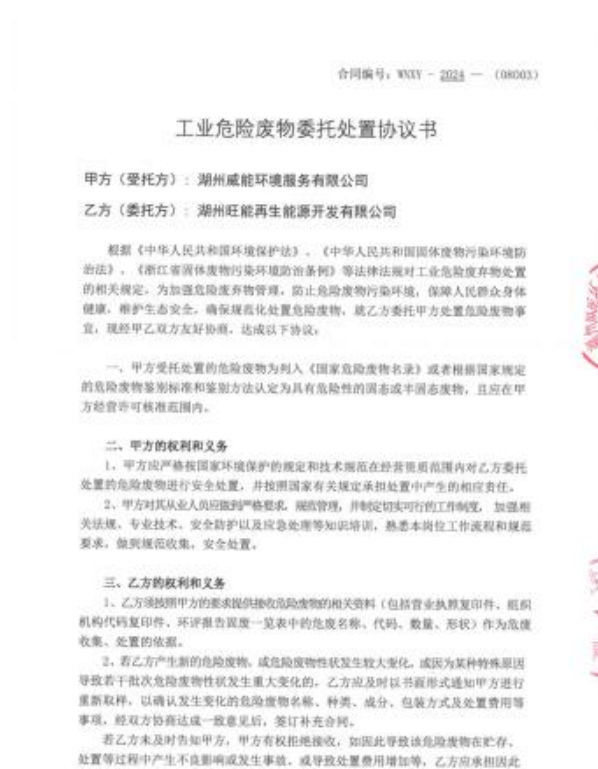 合同编号：WNXY - 2024 — （08003）
工业危险废物委托处置协议书
甲方（受托方）：湖州威能环境服务有限公司
乙方（委托方）：湖州旺能再生能源开发有限公司
根据《中华人民共和国环境保护法》、《中华人民共和国固体废物污染环境防
治法》、《浙江省固体废物污染环境防治条例》等法律法规对工业危险废弃物处置
的相关规定，为加强危险废弃物管理，防止危险废物污染环境，保障人民群众身体
健康，维护生态安全，确保规范化处置危险废物，就乙方委托甲方处置危险废物事
宜，现经甲乙双方友好协商，达成以下协议：
一、甲方受托处置的危险废物为列入《国家危险废物名录》或者根据国家规定
的危险废物鉴别标准和鉴别方法认定为具有危险性的固态或半固态废物，且应在甲
方经营许可核准范围内。
二、甲方的权利和义务
1、甲方应严格按国家环境保护的规定和技术规范在经营资质范围内对乙方委托
处置的危险废物进行安全处置，并按照国家有关规定承担处置中产生的相应责任。
2、甲方对其从业人员应做到严格要求，规范管理，并制定切实可行的工作制度，加强相
关法规、专业技术、安全防护以及应急处理等知识培训，熟悉本岗位工作流程和规范
要求，做到规范收集，安全处置。
三、乙方的权利和义务
1、乙方须按照甲方的要求提供接收危险废物的相关资料（包括营业执照复印件、组织
机构代码复印件、环评报告固废一览表中的危废名称、代码、数量、形状）作为危废
收集、处置的依据。
2、若乙方产生新的危险废物，或危险废物性状发生较大变化，或因为某种特殊原因
导致若干批次危险废物性状发生重大变化的，乙方应及时以书面形式通知甲方进行
重新取样，以确认发生变化的危险废物名称、种类、成分、包装方式及处置费用等
事项，经双方协商达成一致意见后，签订补充合同。
若乙方未及时告知甲方，甲方有权拒绝接收，如因此导致该危险废物在贮存、
处置等过程中产生不良影响或发生事故、或导致处置费用增加等，乙方应承担因此